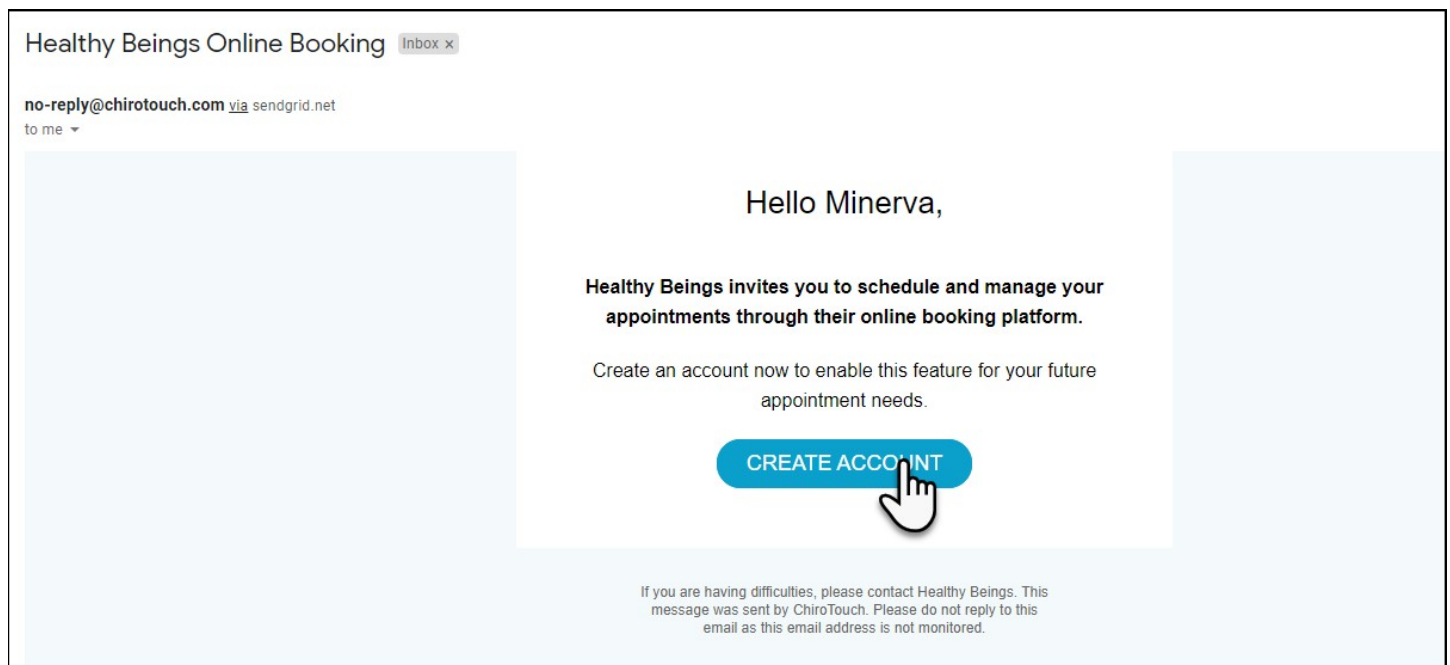 Healthy Beings Online Booking Inbox x
no-reply@chirotouch.com via sendgrid.net
to me
Hello Minerva,
Healthy Beings invites you to schedule and manage your
appointments through their online booking platform.
Create an account now to enable this feature for your future
appointment needs.
CREATE ACCOUNT
If you are having difficulties, please contact Healthy Beings. This
message was sent by ChiroTouch. Please do not reply to this
email as this email address is not monitored.